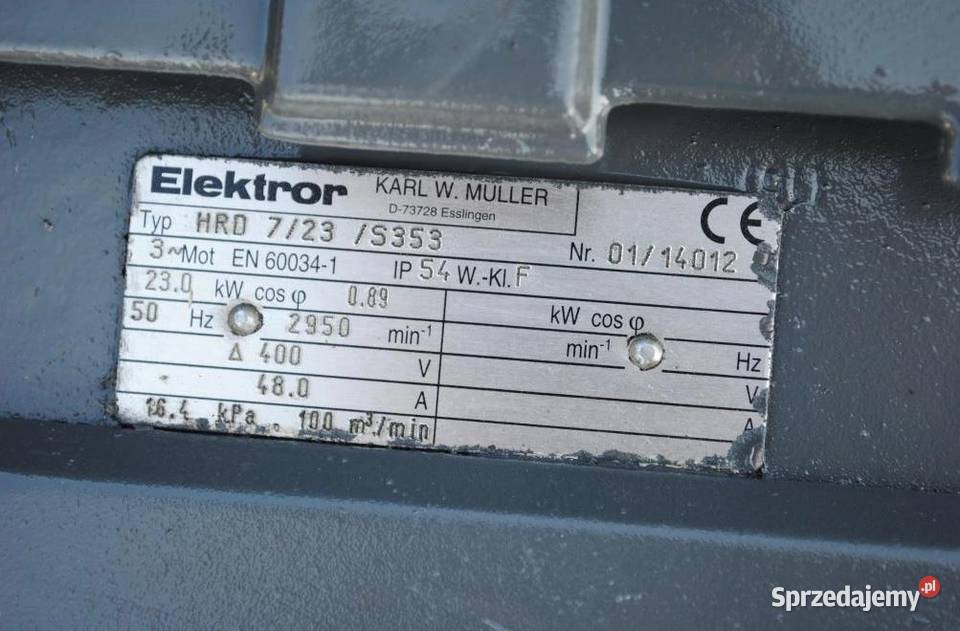 Elektror KARL W. MULLER
D-73728 Esslingen
CE
Typ HRD 7/23 /S353 Nr. 01/14012
3~Mot EN 60034-1 IP 54 W.-Kl. F
23.0 kW cos φ 0.89 kW cos φ
50 Hz 2950 min⁻¹ min⁻¹ Hz
Δ 400 V V
48.0 A A
16.4 kPa. 100 m³/min
Sprzedajemy.pl